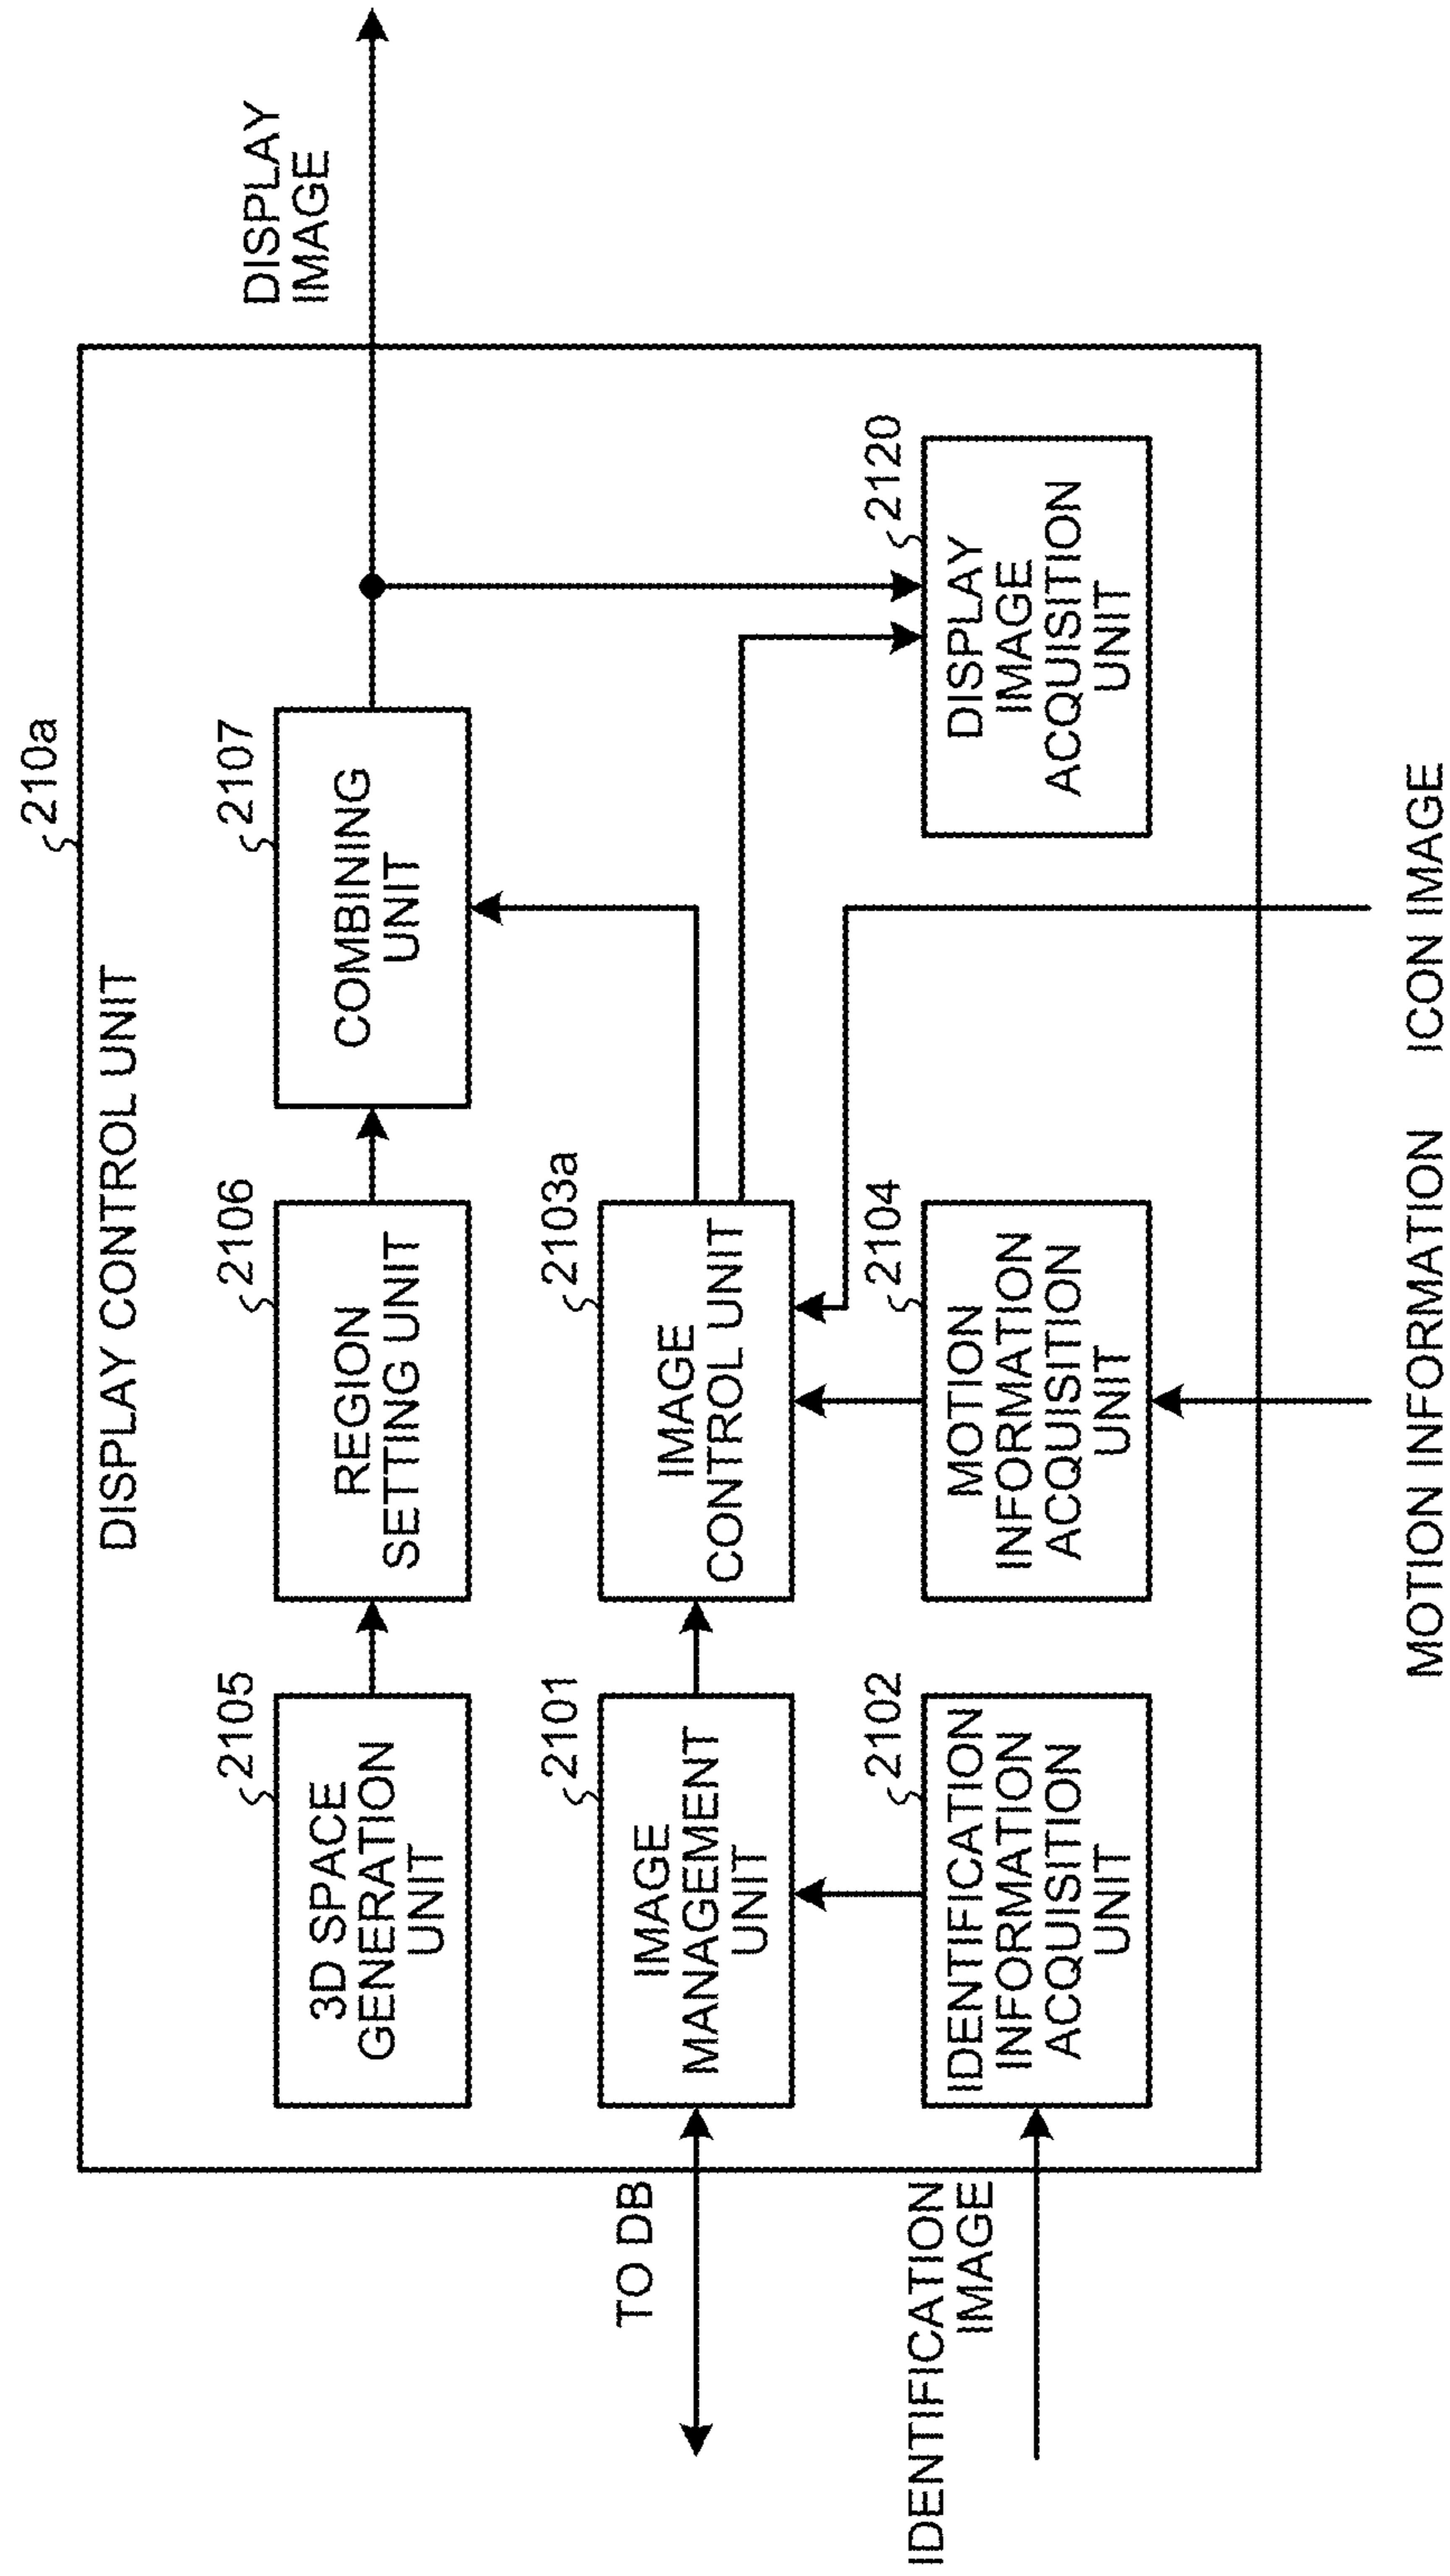 210a
DISPLAY CONTROL UNIT
2105
3D SPACE
GENERATION
UNIT
2106
REGION
SETTING UNIT
2107
COMBINING
UNIT
DISPLAY
IMAGE
TO DB
2101
IMAGE
MANAGEMENT
UNIT
2103a
IMAGE
CONTROL UNIT
IDENTIFICATION
IMAGE
2102
IDENTIFICATION
INFORMATION
ACQUISITION
UNIT
2104
MOTION
INFORMATION
ACQUISITION
UNIT
2120
DISPLAY
IMAGE
ACQUISITION
UNIT
MOTION INFORMATION
ICON IMAGE